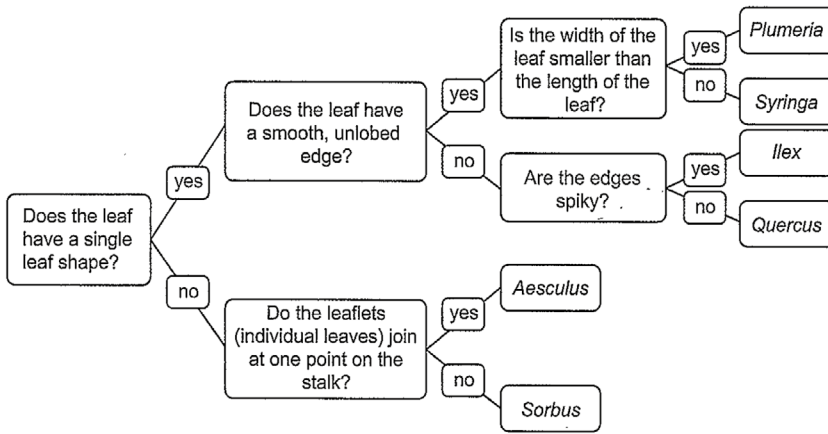 Does the leaf
have a single
leaf shape?
yes
no
Does the leaf have
a smooth, unlobed
edge?
yes
no
Is the width of the
leaf smaller than
the length of the
leaf?
yes
no
Plumeria
Syringa
Are the edges
spiky?
yes
no
Ilex
Quercus
Do the leaflets
(individual leaves) join
at one point on the
stalk?
yes
no
Aesculus
Sorbus